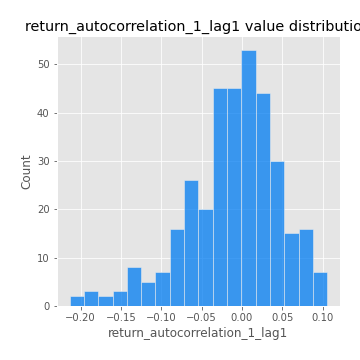 return_autocorrelation_1_lag1 value distributio
50
40
30
20
10
0
Count
−0.20 −0.15 −0.10 −0.05 0.00 0.05 0.10
return_autocorrelation_1_lag1